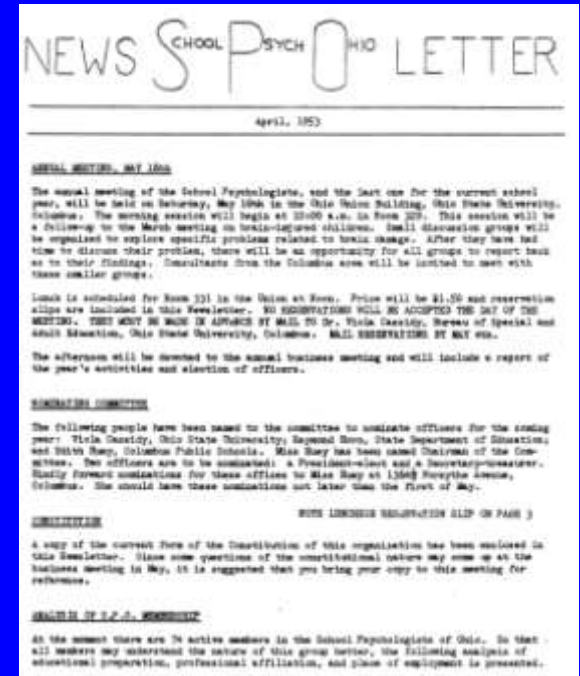 NEWS SCHOOL PSYCH OHIO LETTER
April, 1953
ANNUAL MEETING, MAY
The annual meeting of the School Psychologists, and the last one for the current school
year, will be held on Saturday, May in the Ohio Union Building, Ohio State University,
Columbus. The morning session will begin at 10:00 a.m. in Room This session will be
a follow-up to the March meeting on brain-injured children. Small discussion groups will
be organized to explore specific problems related to brain damage. After they have had
time to discuss their problem, there will be an opportunity for all groups to report back
as to their findings. Consultants from the Columbus area will be invited to meet with
these smaller groups.
Lunch is scheduled for Room 331 in the Union at Noon. Price will be $1.50 and reservation
slips are included in this Newsletter. NO RESERVATIONS WILL BE ACCEPTED THE DAY OF THE
MEETING. THEY MUST BE MADE IN ADVANCE BY MAIL TO Dr. Viola Cassidy, Bureau of Special and
Adult Education, Ohio State University, Columbus. MAIL RESERVATIONS BY MAY
The afternoon will be devoted to the annual business meeting and will include a report of
the year's activities and election of officers.
NOMINATING COMMITTEE
The following people have been named to the committee to nominate officers for the coming
year: Viola Cassidy, Ohio State University; Raymond Horn, State Department of Education;
and Edith Huey, Columbus Public Schools. Miss Huey has been named Chairman of the Com-
mittee. Two officers are to be nominated: a President-elect and a Secretary-treasurer.
Kindly forward nominations for these offices to Miss Huey at Forsythe Avenue,
Columbus. She should have these nominations not later than the first of May.
NOTE LUNCHEON RESERVATION SLIP ON PAGE 3
CONSTITUTION
A copy of the current form of the Constitution of this organization has been enclosed in
this Newsletter. Since some questions of the constitutional nature may come up at the
business meeting in May, it is suggested that you bring your copy to this meeting for
reference.
ANALYSIS OF S.P.O. MEMBERSHIP
At the moment there are 74 active members in the School Psychologists of Ohio. So that
all members may understand the nature of this group better, the following analysis of
educational preparation, professional affiliation, and place of employment is presented.